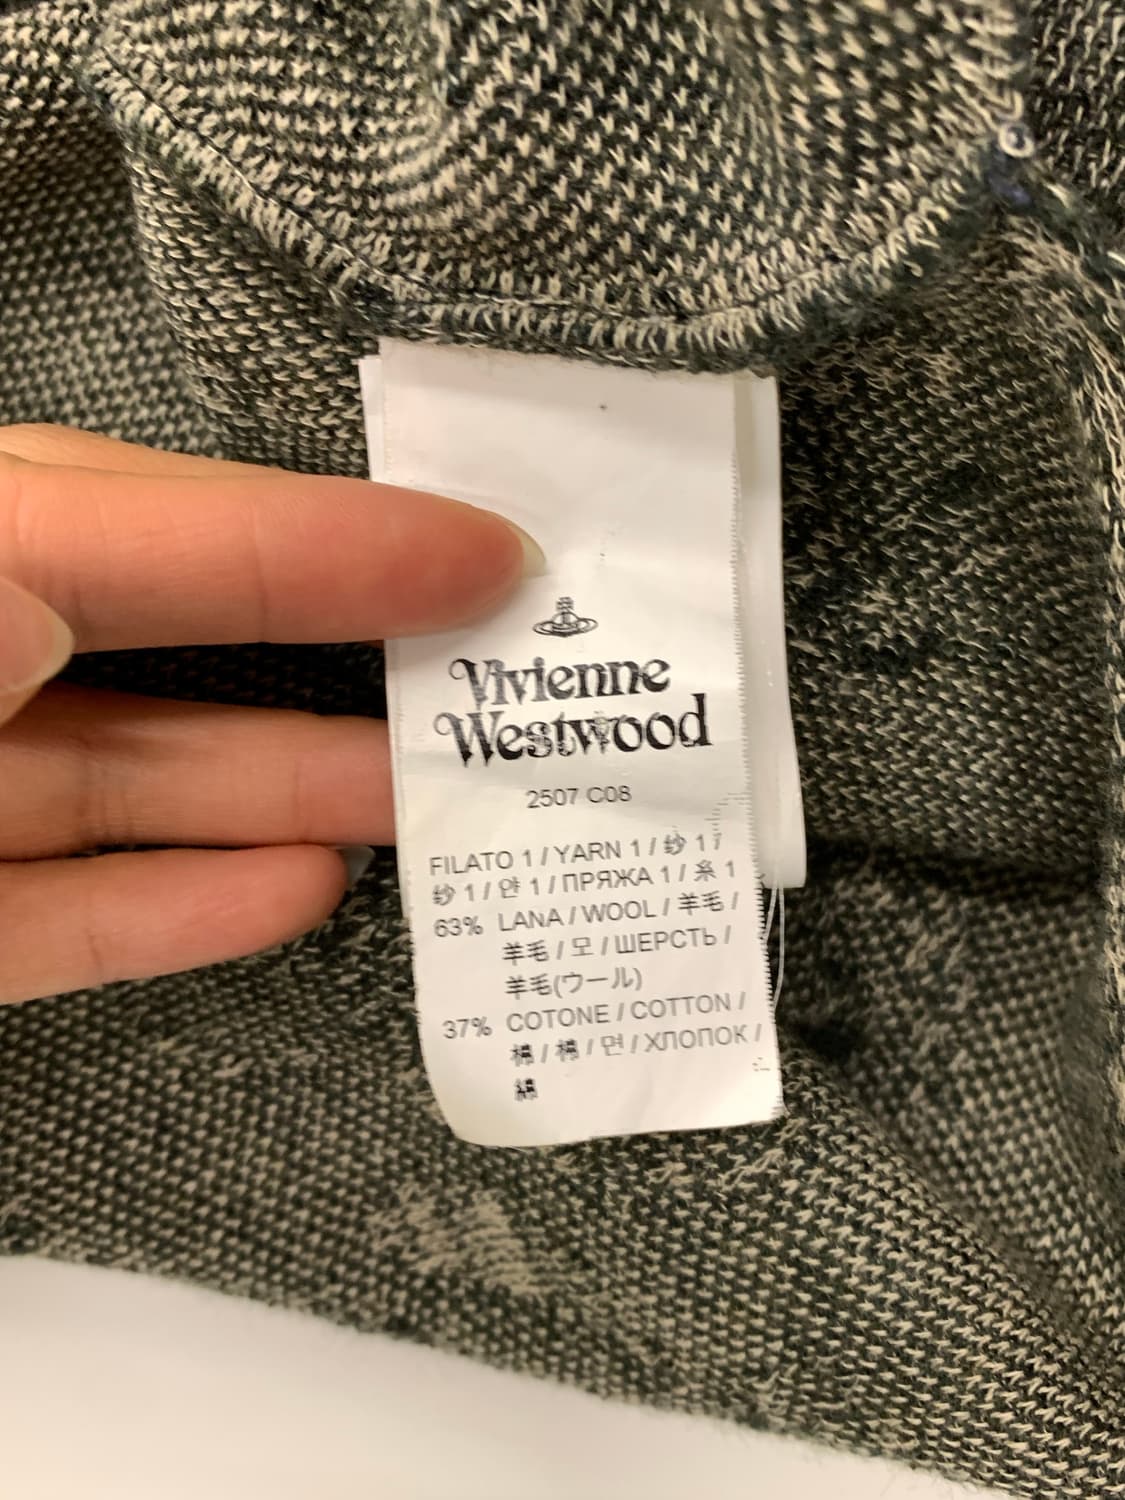 Vivienne
Westwood
2507 C08
FILATO 1 / YARN 1 / 纱 1 /
紗 1 / 얀 1 / ПРЯЖА 1 / 糸 1
63% LANA / WOOL / 羊毛 /
羊毛 / 모 / ШЕРСТЬ /
羊毛(ウール)
37% COTONE / COTTON /
棉 / 棉 / 면 / ХЛОПОК /
綿